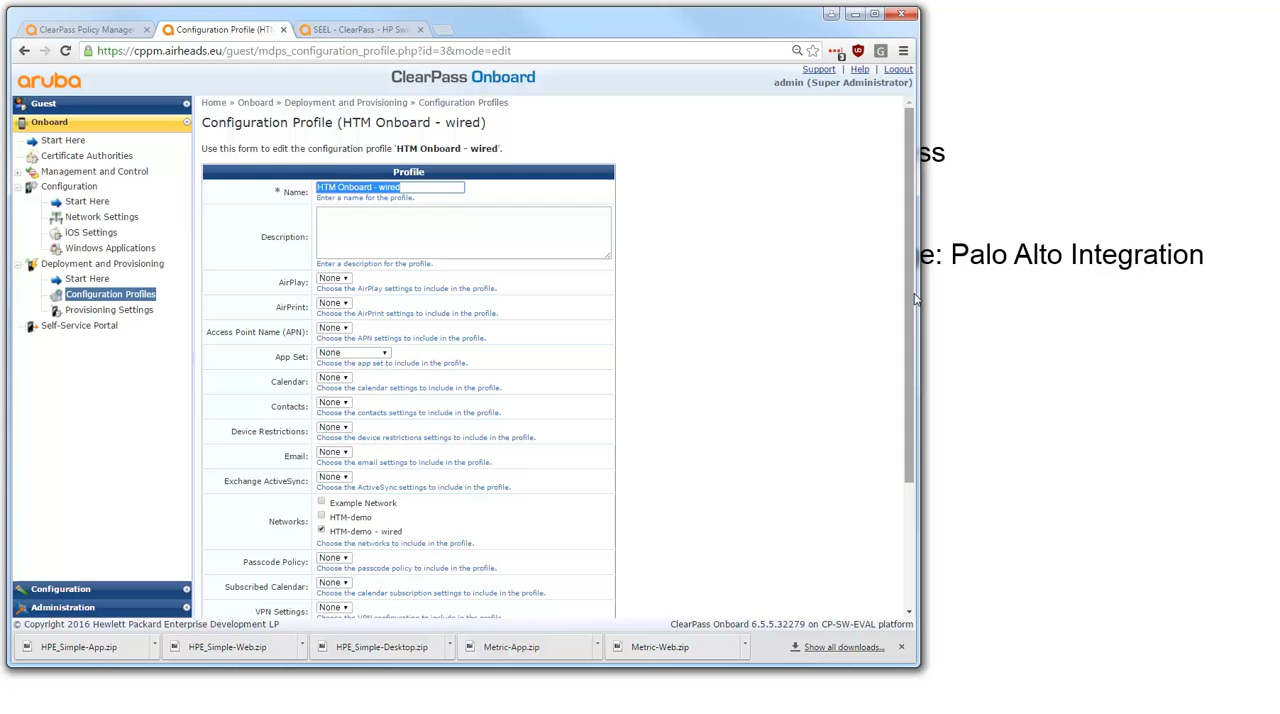 ClearPass Policy Manage
Configuration Profile (HTM
SEEL - ClearPass - HP Sw
https://cppm.airheads.eu/guest/mdps_configuration_profile.php?id=3&mode=edit
3
G
aruba
ClearPass Onboard
Support | Help | Logout
admin (Super Administrator)
Guest
Onboard
Start Here
Certificate Authorities
Management and Control
Configuration
Start Here
Network Settings
iOS Settings
Windows Applications
Deployment and Provisioning
Start Here
Configuration Profiles
Provisioning Settings
Self-Service Portal
Configuration
Administration
Home » Onboard » Deployment and Provisioning » Configuration Profiles
Configuration Profile (HTM Onboard - wired)
Use this form to edit the configuration profile 'HTM Onboard - wired'.
Profile
* Name: HTM Onboard - wired
Enter a name for the profile.
Description:
Enter a description for the profile.
AirPlay: None
Choose the AirPlay settings to include in the profile.
AirPrint: None
Choose the AirPrint settings to include in the profile.
Access Point Name (APN): None
Choose the APN settings to include in the profile.
App Set: None
Choose the app set to include in the profile.
Calendar: None
Choose the calendar settings to include in the profile.
Contacts: None
Choose the contacts settings to include in the profile.
Device Restrictions: None
Choose the device restrictions settings to include in the profile.
Email: None
Choose the email settings to include in the profile.
Exchange ActiveSync: None
Choose the ActiveSync settings to include in the profile.
Networks:
Example Network
HTM-demo
HTM-demo - wired
Choose the networks to include in the profile.
Passcode Policy: None
Choose the passcode policy to include in the profile.
Subscribed Calendar: None
Choose the calendar subscription settings to include in the profile.
VPN Settings: None
Choose the VPN configuration to include in the profile.
© Copyright 2016 Hewlett Packard Enterprise Development LP
ClearPass Onboard 6.5.5.32279 on CP-SW-EVAL platform
HPE_Simple-App.zip
HPE_Simple-Web.zip
HPE_Simple-Desktop.zip
Metric-App.zip
Metric-Web.zip
Show all downloads...
ss
e: Palo Alto Integration